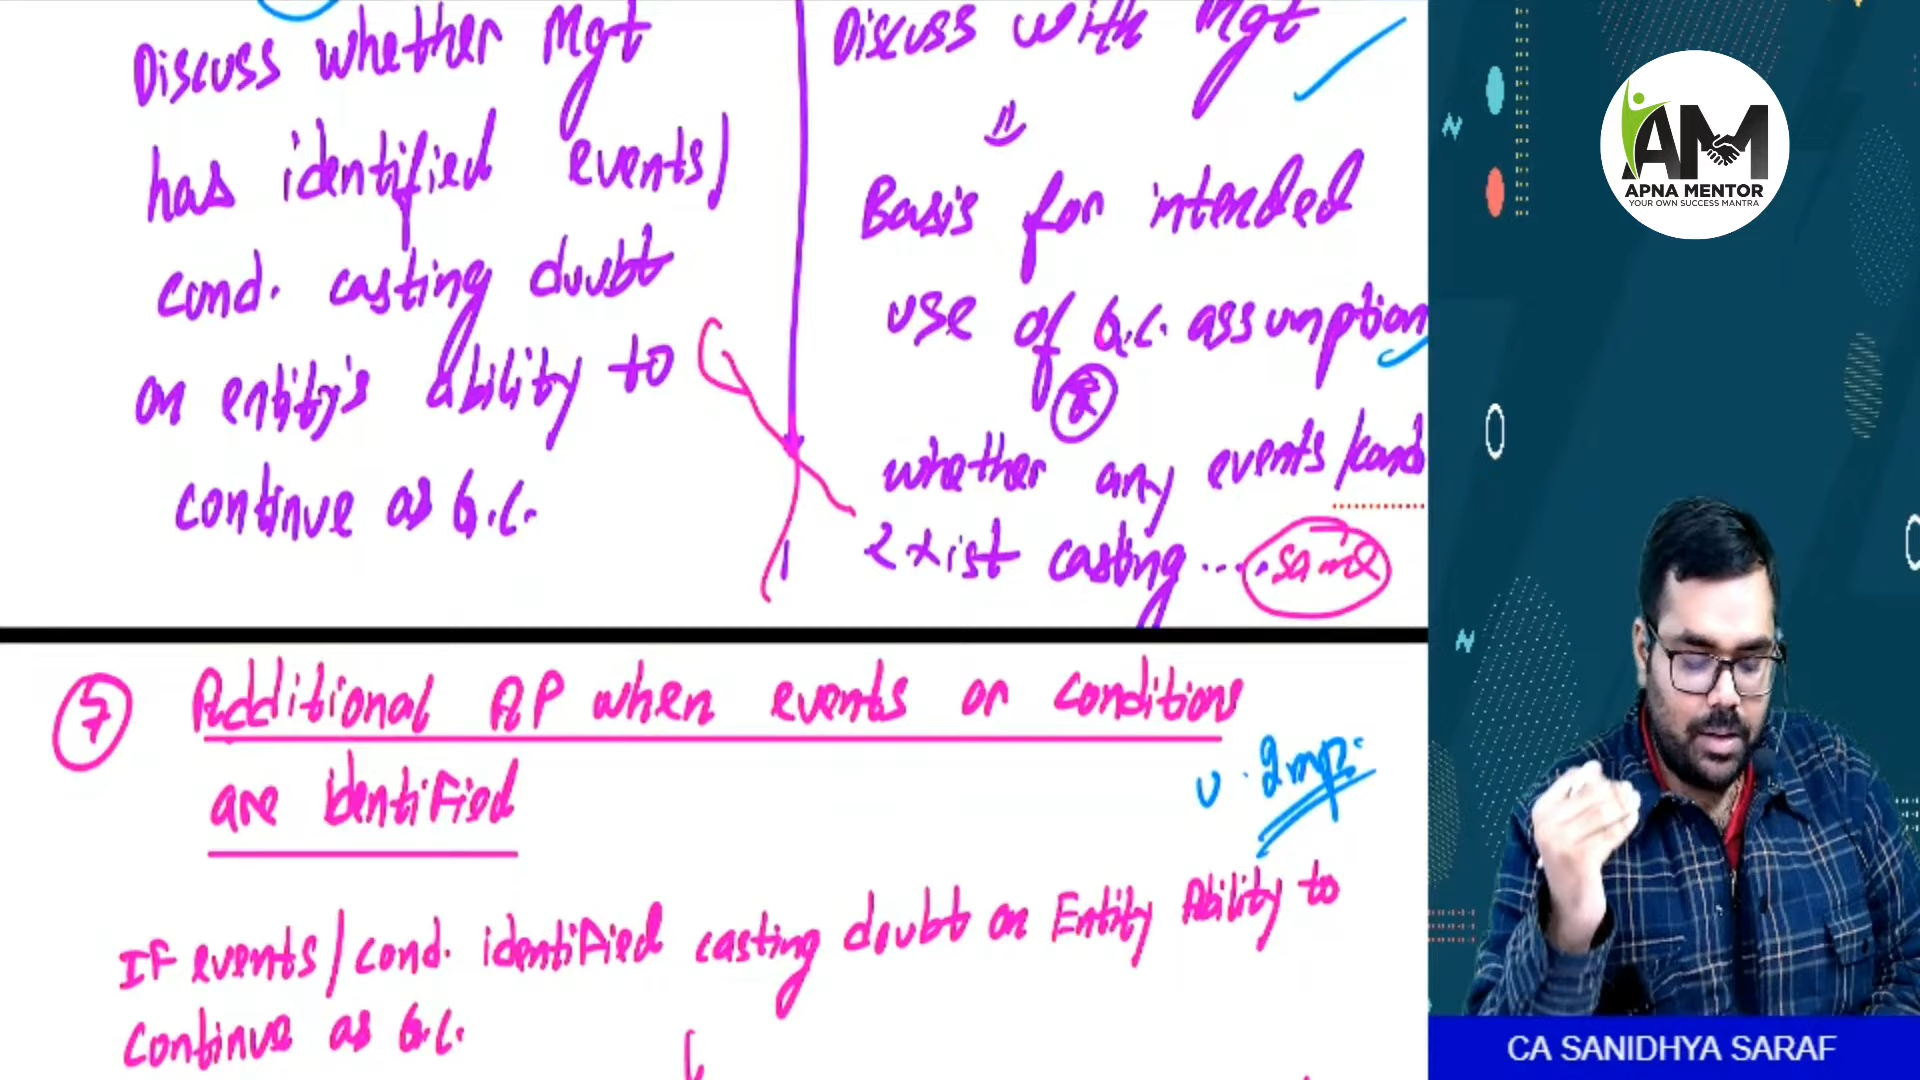 Discuss whether Mgt
has identified events/
cond. casting doubt
on entity's ability to
continue as G.C.
Discuss with Mgt
Basis for intended
use of G.C. assumption
&
whether any events/cond
exist casting .... same
7 Additional AP when events or conditions
are identified
v. Imp.
If events/cond. identified casting doubt on Entity Ability to
continue as G.C.
AM
APNA MENTOR
YOUR OWN SUCCESS MANTRA
CA SANIDHYA SARAF